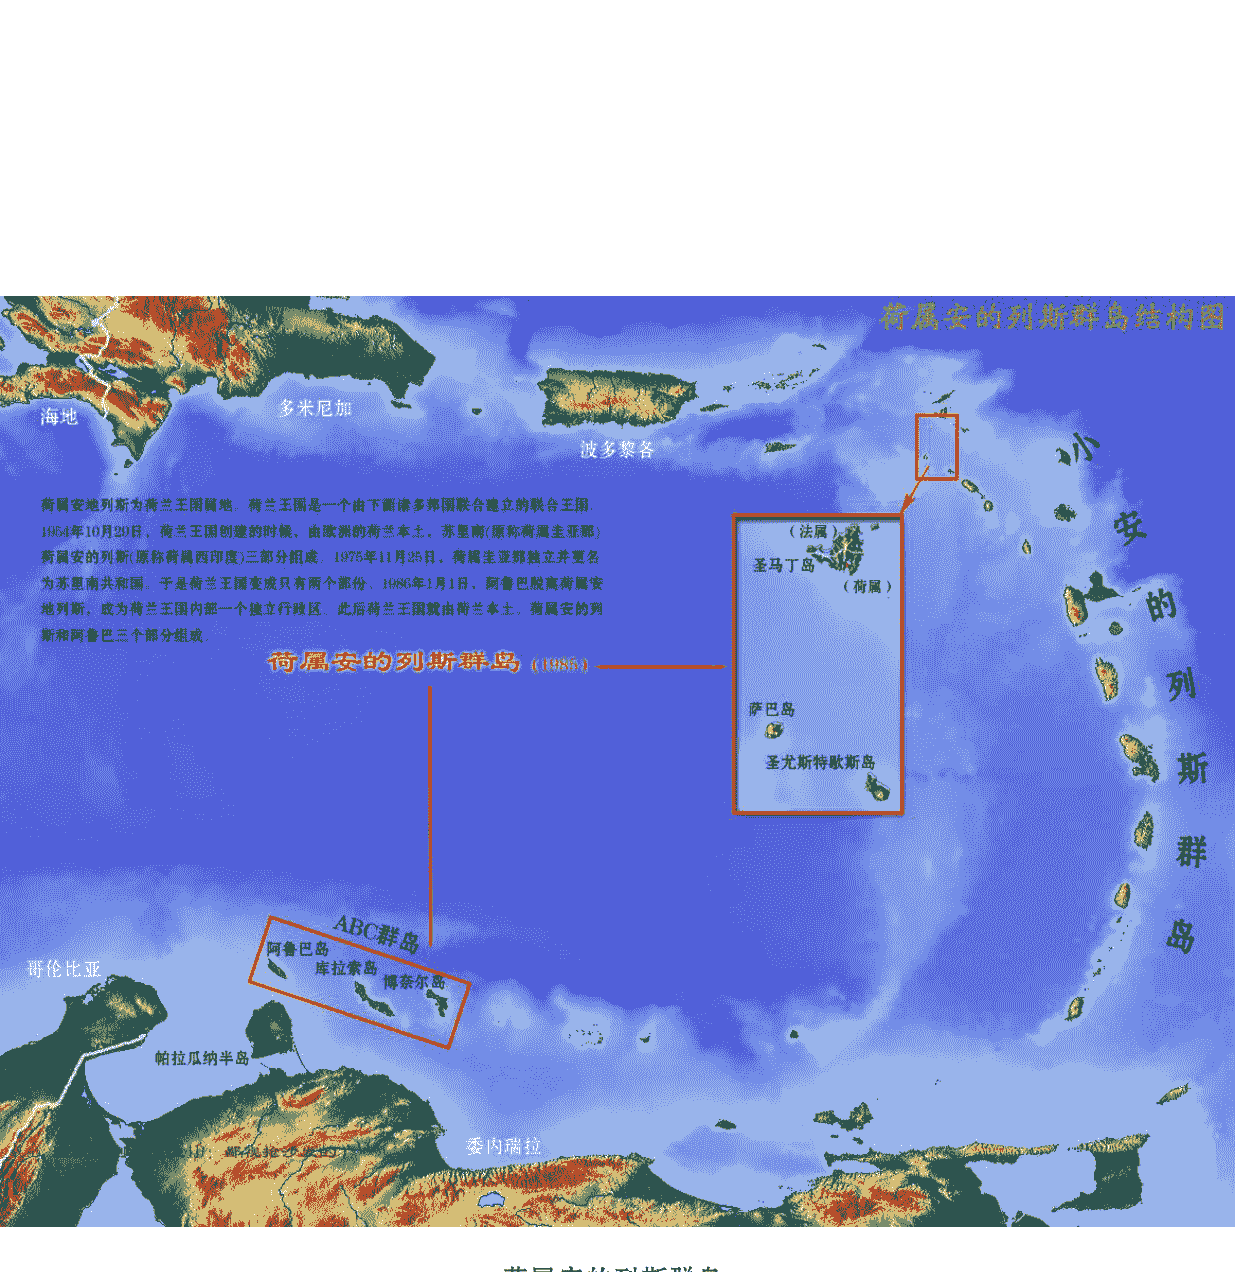 荷属安的列斯群岛结构图
海地
多米尼加
波多黎各
小安的列斯群岛
荷属安地列斯为荷兰王国属地。荷兰王国是一个由下面诸多邦国联合建立的联合王国.
1954年10月29日，荷兰王国创建的时候，由欧洲的荷兰本土，苏里南(原称荷属圭亚那)
荷属安的列斯(原称荷属西印度)三部分组成。1975年11月25日，荷属圭亚那独立并更名
为苏里南共和国。于是荷兰王国变成只有两个部份。1986年1月1日，阿鲁巴脱离荷属安
地列斯，成为荷兰王国内部一个独立行政区。此后荷兰王国就由荷兰本土、荷属安的列
斯和阿鲁巴三个部分组成.
（法属）
圣马丁岛
（荷属）
荷属安的列斯群岛 (1985)
萨巴岛
圣尤斯特歇斯岛
ABC群岛
阿鲁巴岛
库拉索岛
博奈尔岛
哥伦比亚
帕拉瓜纳半岛
委内瑞拉
荷属安的列斯群岛